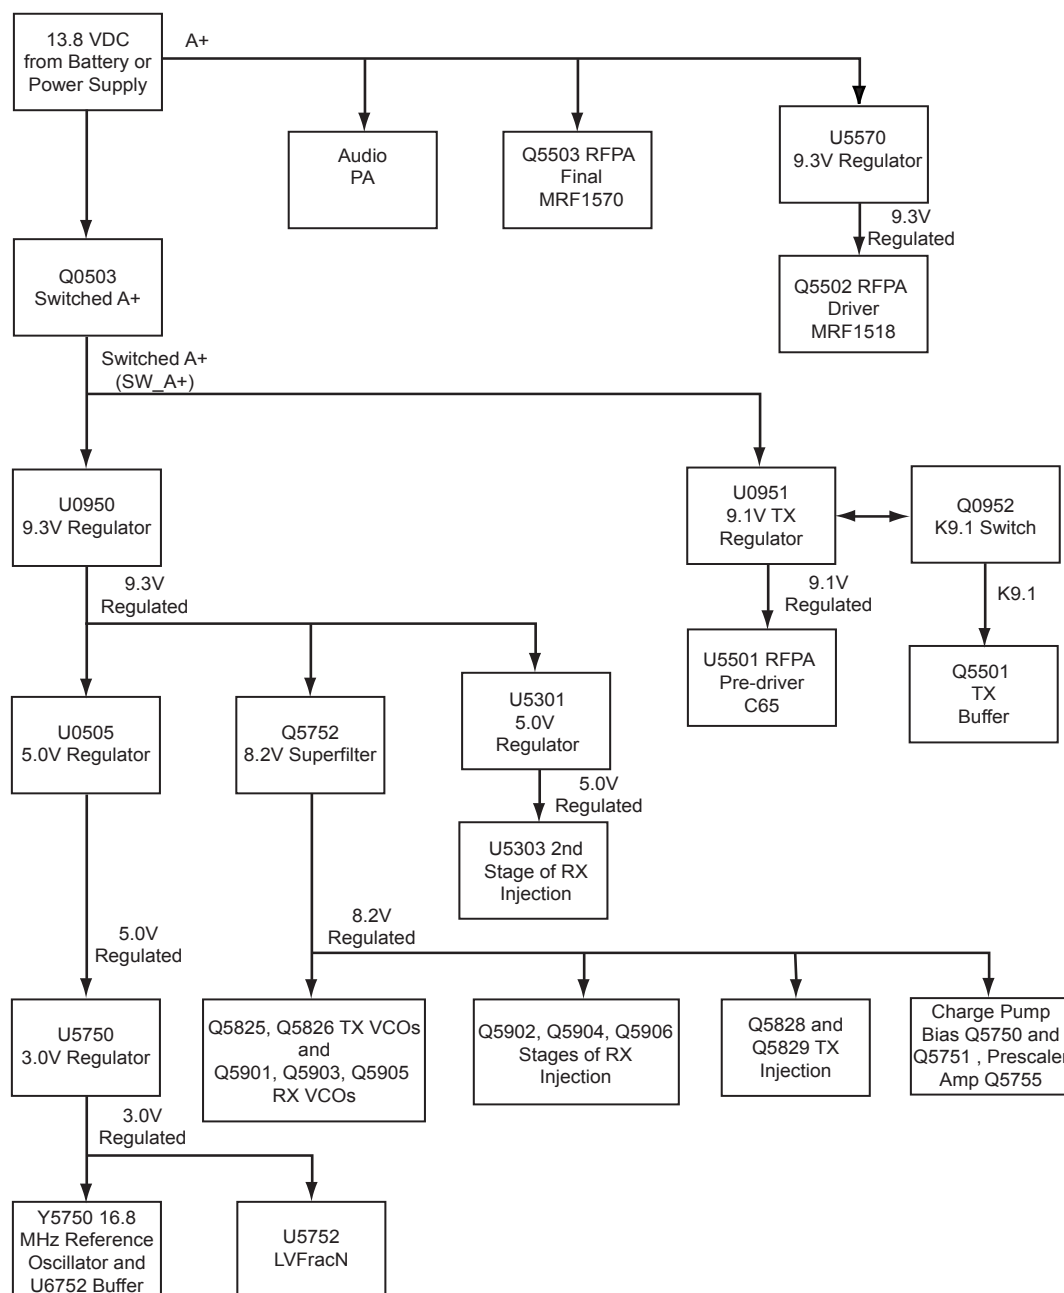 13.8 VDC
from Battery or
Power Supply
A+
Audio
PA
Q5503 RFPA
Final
MRF1570
U5570
9.3V Regulator
9.3V
Regulated
Q5502 RFPA
Driver
MRF1518
Q0503
Switched A+
Switched A+
(SW_A+)
U0950
9.3V Regulator
U0951
9.1V TX
Regulator
Q0952
K9.1 Switch
9.3V
Regulated
9.1V
Regulated
K9.1
U5501 RFPA
Pre-driver
C65
Q5501
TX
Buffer
U0505
5.0V Regulator
Q5752
8.2V Superfilter
U5301
5.0V
Regulator
5.0V
Regulated
U5303 2nd
Stage of RX
Injection
5.0V
Regulated
8.2V
Regulated
U5750
3.0V Regulator
Q5825, Q5826 TX VCOs
and
Q5901, Q5903, Q5905
RX VCOs
Q5902, Q5904, Q5906
Stages of RX
Injection
Q5828 and
Q5829 TX
Injection
Charge Pump
Bias Q5750 and
Q5751 , Prescaler
Amp Q5755
3.0V
Regulated
Y5750 16.8
MHz Reference
Oscillator and
U6752 Buffer
U5752
LVFracN